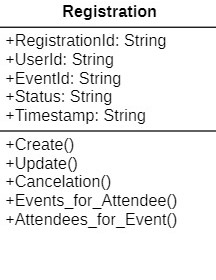 Registration
+RegistrationId: String
+UserId: String
+EventId: String
+Status: String
+Timestamp: String
+Create()
+Update()
+Cancelation()
+Events_for_Attendee()
+Attendees_for_Event()